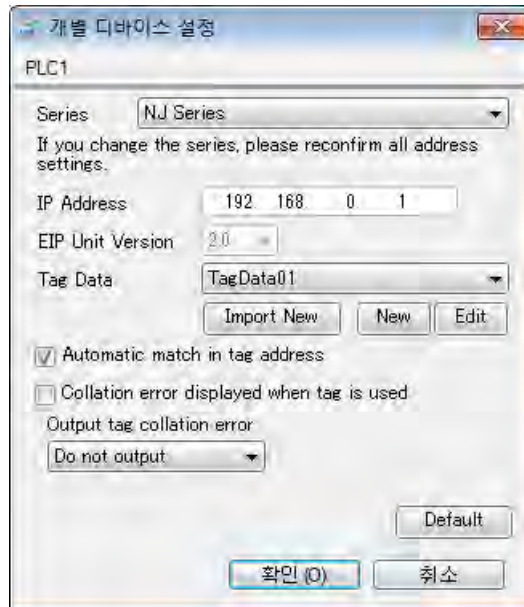 개별 디바이스 설정
PLC1
Series NJ Series
If you change the series, please reconfirm all address
settings.
IP Address 192 168 0 1
EIP Unit Version 2.0
Tag Data TagData01
Import New New Edit
Automatic match in tag address
Collation error displayed when tag is used
Output tag collation error
Do not output
Default
확인 (O) 취소